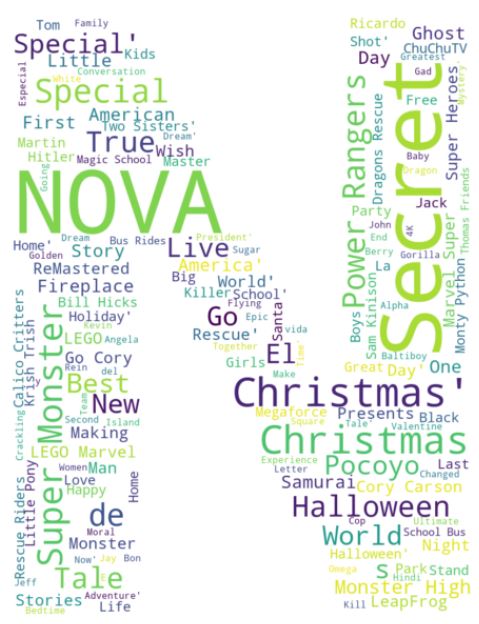 Tom Family Ricardo
Special' Shot' Ghost
Little Kids Day ChuChuTV
Especial White Conversation Greatest
Special Gad Mystery'
First American Free
Two Sisters' Dream'
Martin True Wish Super Heroes
Hitler Magic School Master
Going
NOVA
Secret
Power Rangers
Dragons Rescue
Baby
Dragon
Party Jack
Thomas Friends
John 4K
End Gorilla
Berry
La
Marvel Super
Monty Python
Sam Kinison
Boys
Alpha
Baltiboy
Great Day' One
Home' Dream Bus Rides President'
Golden Story Live Sugar
ReMastered America'
Fireplace Big World'
Killer School'
Bill Hicks Flying
Holiday' Go Epic Santa vida
LEGO Kevin Angela Rescue' Together Time'
Go Cory Girls El
Rein del Make
Best
Calico Critters
Krish Trish
Super Monster
Crackling
Team New Christmas'
Second Island Megaforce Presents Black
Making Square Tale' Valentine
LEGO Marvel Christmas
Women Man Experience Pocoyo Last
Love Letter Changed
Happy Home Samurai Cory Carson
Little Pony
Rescue Riders
de Halloween
Moral Cop Ultimate
Monster World School Bus
Now' Jay Bon Halloween' Night
Jeff Tale s Park Stand
Adventure' Omega Hindi Monster High
Stories Life Kill LeapFrog
Bedtime